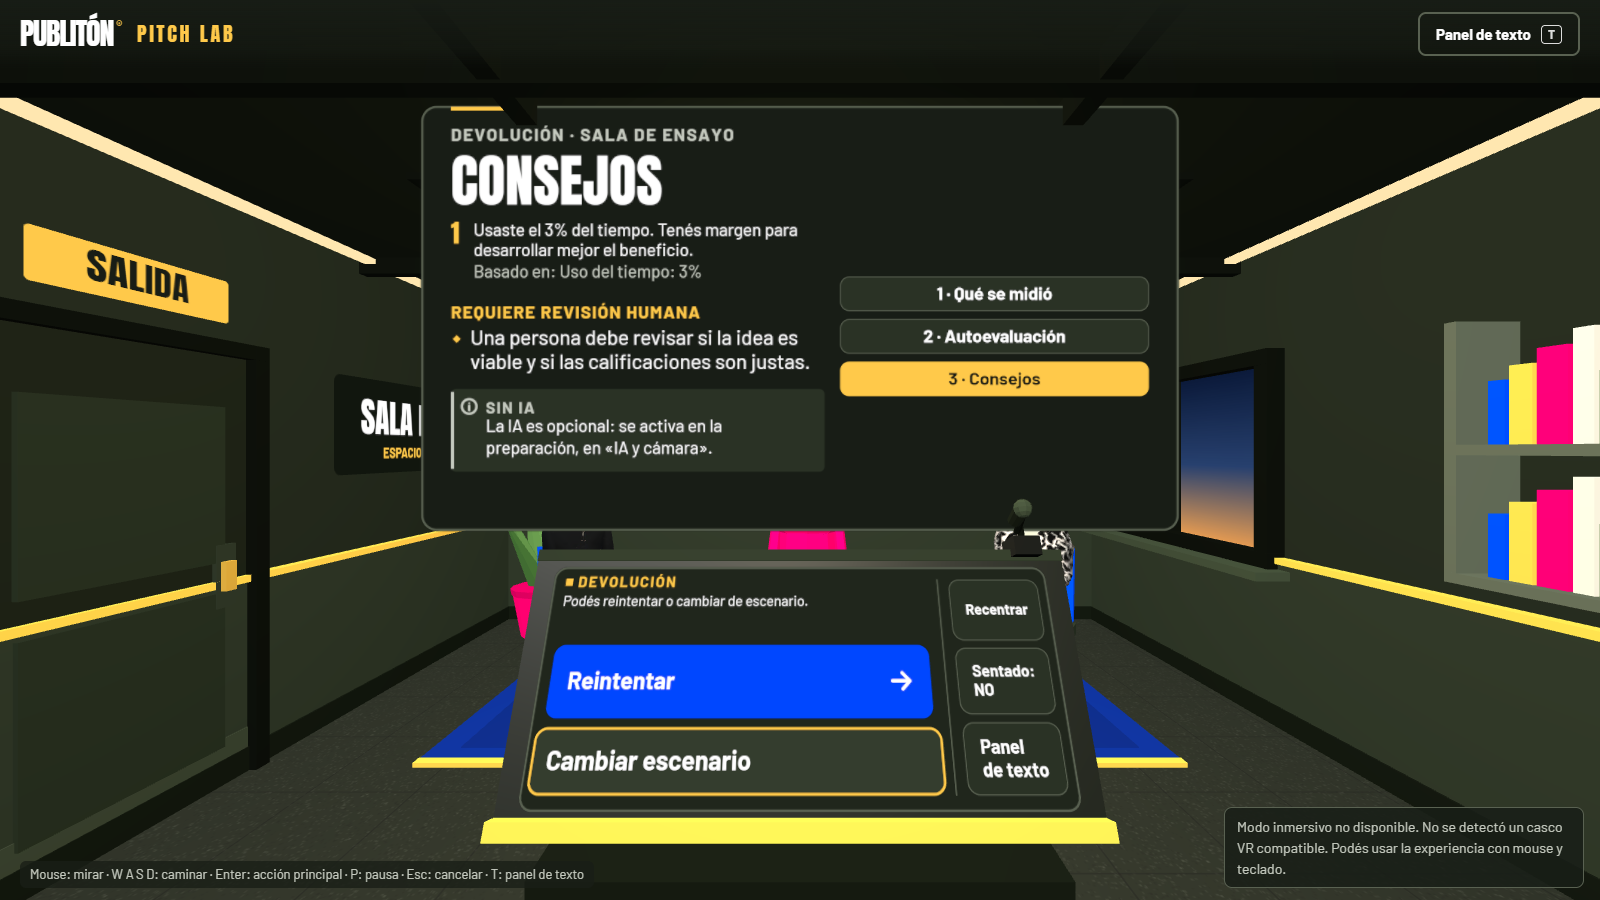 PUBLITÓN PITCH LAB
Panel de texto T
DEVOLUCIÓN · SALA DE ENSAYO
CONSEJOS
1 Usaste el 3% del tiempo. Tenés margen para
desarrollar mejor el beneficio.
Basado en: Uso del tiempo: 3%
REQUIERE REVISIÓN HUMANA
Una persona debe revisar si la idea es
viable y si las calificaciones son justas.
SIN IA
La IA es opcional: se activa en la
preparación, en «IA y cámara».
1 · Qué se midió
2 · Autoevaluación
3 · Consejos
SALIDA
SALA
ESPACIO
DEVOLUCIÓN
Podés reintentar o cambiar de escenario.
Reintentar
Cambiar escenario
Recentrar
Sentado:
NO
Panel
de texto
Modo inmersivo no disponible. No se detectó un casco
VR compatible. Podés usar la experiencia con mouse y
teclado.
Mouse: mirar · W A S D: caminar · Enter: acción principal · P: pausa · Esc: cancelar · T: panel de texto